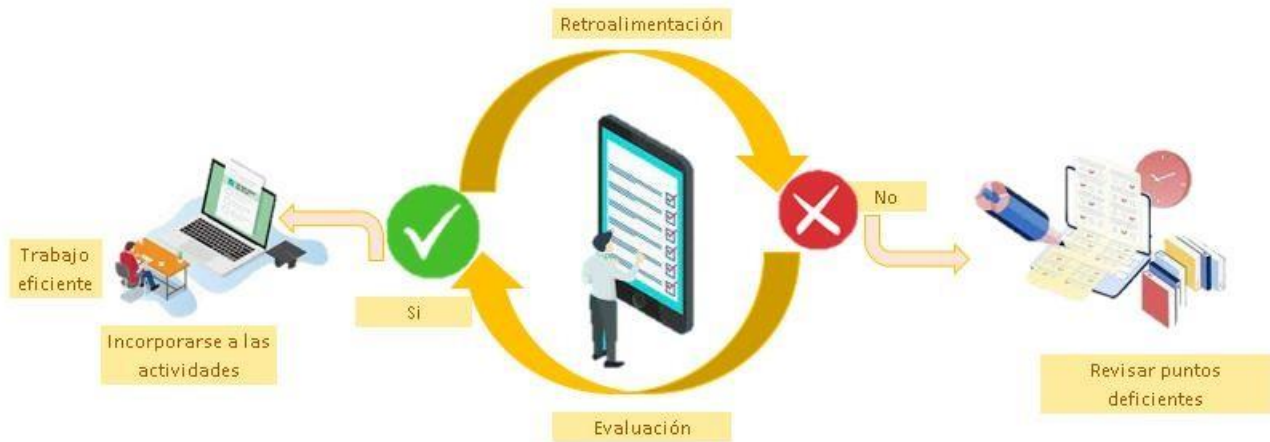 Retroalimentación
No
Trabajo
eficiente
Si
Incorporarse a las
actividades
Revisar puntos
deficientes
Evaluación